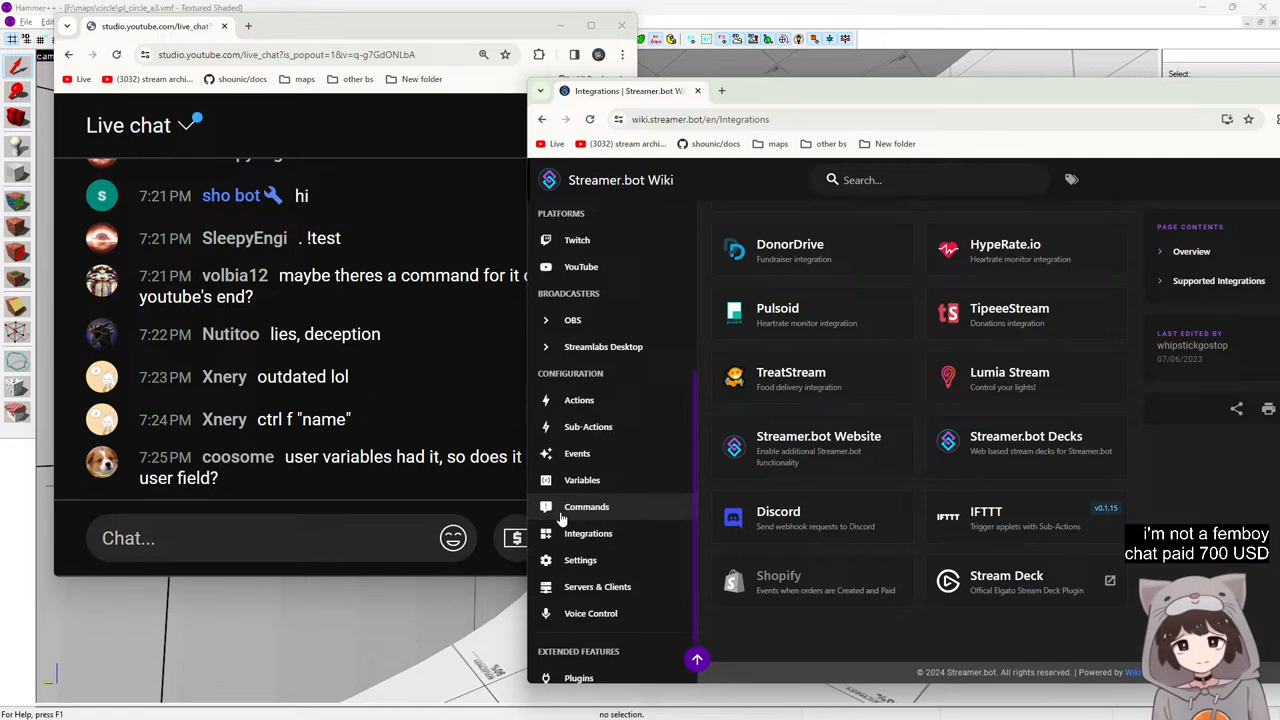 Hammer++ - [F:\maps\circle\pl_circle_a3.vmf - Textured Shaded]
File
studio.youtube.com/live_chat?
studio.youtube.com/live_chat?is_popout=1&v=q-g7GdONLbA
Live
(3032) stream archi...
shounic/docs
maps
other bs
New folder
Select:
Live chat
7:21 PM sho bot hi
7:21 PM SleepyEngi . !test
7:21 PM volbia12 maybe theres a command for it
youtube's end?
7:22 PM Nutitoo lies, deception
7:23 PM Xnery outdated lol
7:24 PM Xnery ctrl f "name"
7:25 PM coosome user variables had it, so does it
user field?
Chat...
Integrations | Streamer.bot Wi
wiki.streamer.bot/en/Integrations
Live
(3032) stream archi...
shounic/docs
maps
other bs
New folder
Streamer.bot Wiki
Search...
PLATFORMS
Twitch
YouTube
BROADCASTERS
OBS
Streamlabs Desktop
CONFIGURATION
Actions
Sub-Actions
Events
Variables
Commands
Integrations
Settings
Servers & Clients
Voice Control
EXTENDED FEATURES
Plugins
DonorDrive
Fundraiser integration
HypeRate.io
Heartrate monitor integration
Pulsoid
Heartrate monitor integration
TipeeeStream
Donations integration
TreatStream
Food delivery integration
Lumia Stream
Control your lights!
Streamer.bot Website
Enable additional Streamer.bot
functionality
Streamer.bot Decks
Web based stream decks for Streamer.bot
Discord
Send webhook requests to Discord
IFTTT
v0.1.15
Trigger applets with Sub-Actions
Shopify
Events when orders are Created and Paid
Stream Deck
Offical Elgato Stream Deck Plugin
PAGE CONTENTS
Overview
Supported Integrations
LAST EDITED BY
whipstickgostop
07/06/2023
i'm not a femboy
chat paid 700 USD
© 2024 Streamer.bot. All rights reserved. | Powered by Wiki
For Help, press F1
no selection.